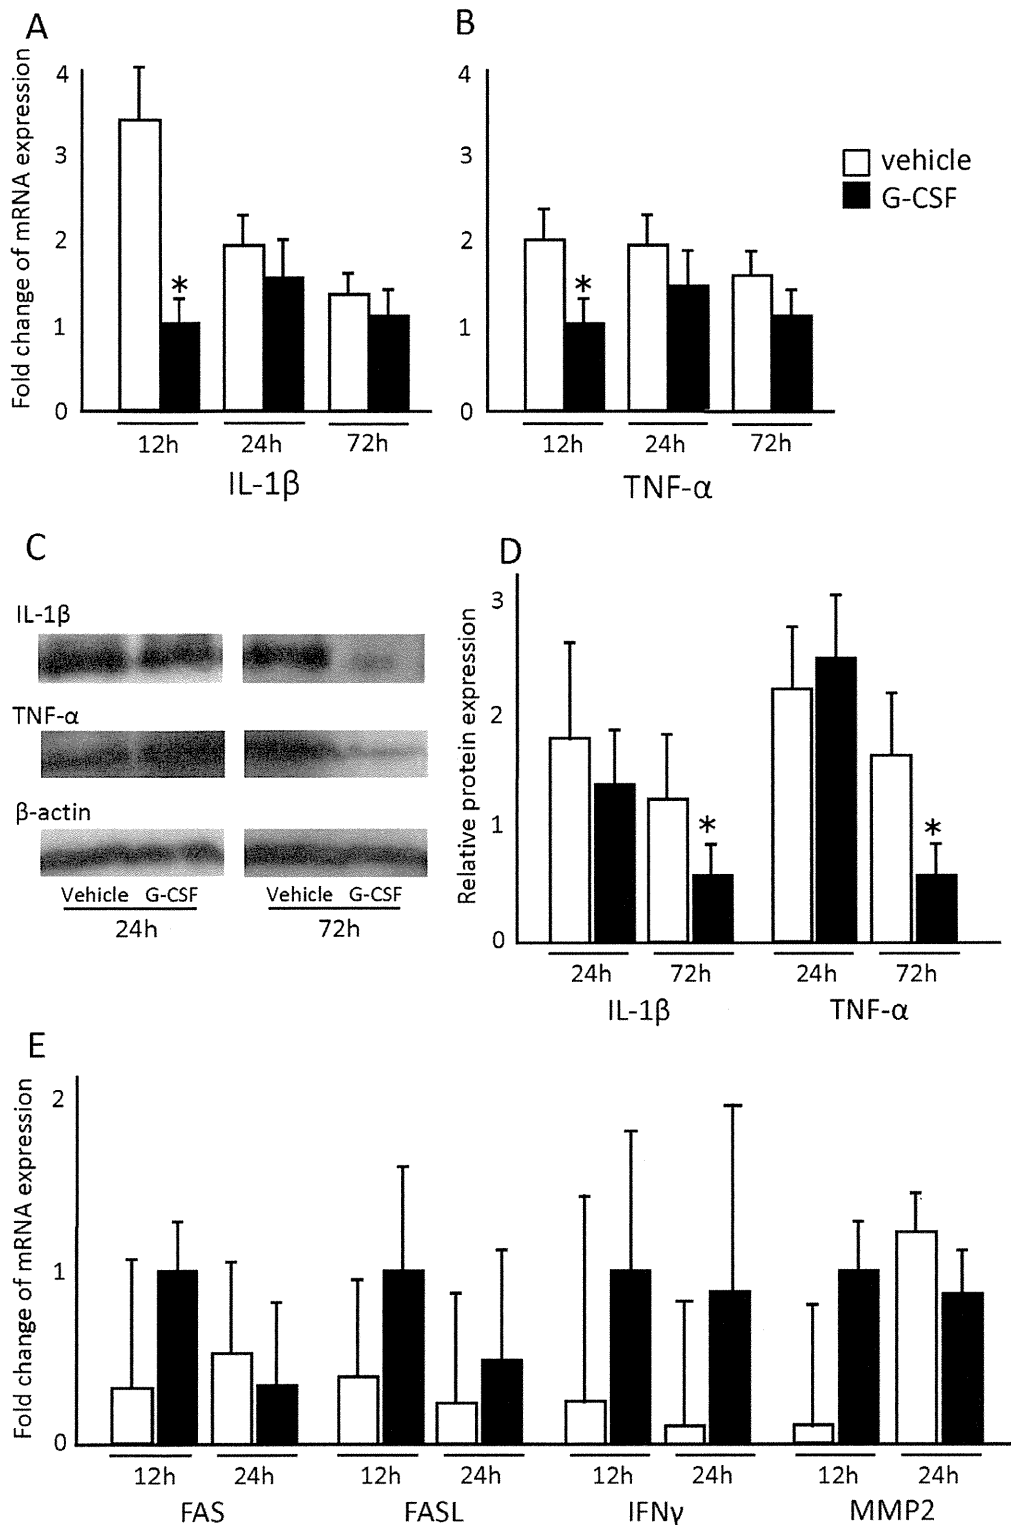 A
B
Fold change of mRNA expression
4
3
2
1
0
*
12h
24h
72h
IL-1β
4
3
2
1
0
*
12h
24h
72h
TNF-α
vehicle
G-CSF
C
IL-1β
TNF-α
β-actin
Vehicle G-CSF
24h
Vehicle G-CSF
72h
D
Relative protein expression
3
2
1
0
*
*
24h
72h
24h
72h
IL-1β
TNF-α
E
Fold change of mRNA expression
2
1
0
12h
24h
12h
24h
12h
24h
12h
24h
FAS
FASL
IFNγ
MMP2